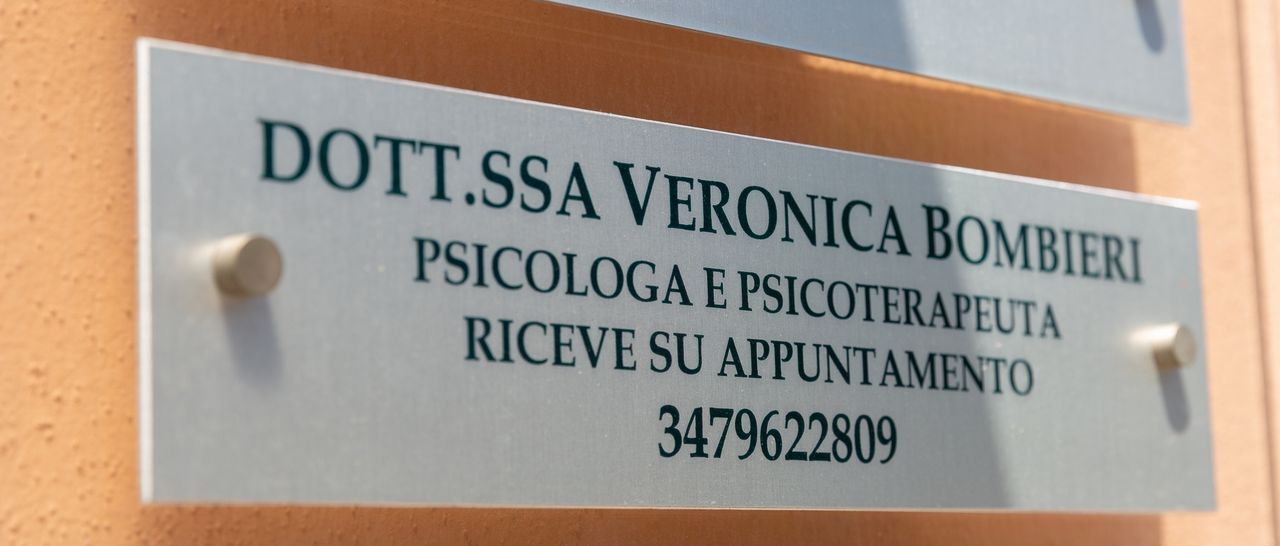 DOTT.SSA VERONICA BOMBIERI
PSICOLOGA E PSICOTERAPEUTA
RICEVE SU APPUNTAMENTO
3479622809